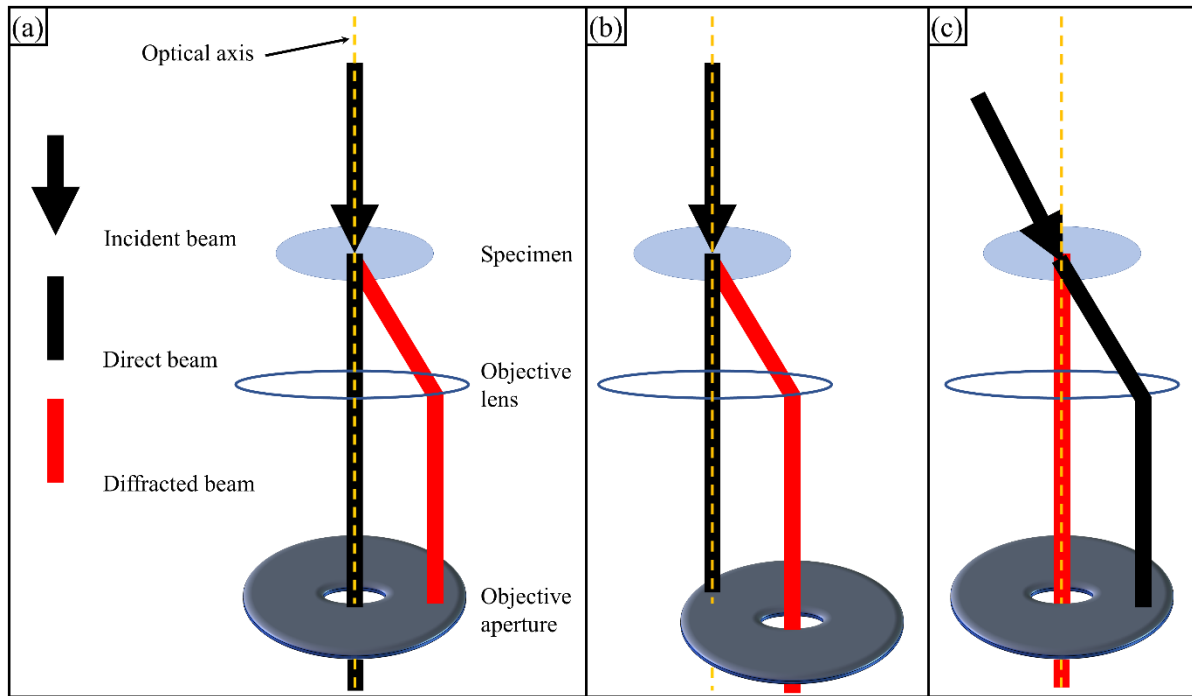 (a)
Optical axis
Incident beam
Specimen
Direct beam
Objective
lens
Diffracted beam
Objective
aperture
(b)
(c)